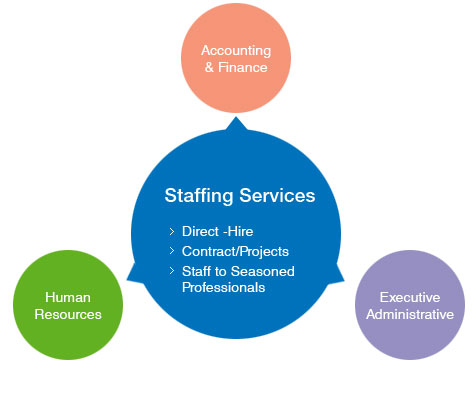 Accounting
& Finance
Staffing Services
Direct -Hire
Contract/Projects
Staff to Seasoned
Professionals
Human
Resources
Executive
Administrative